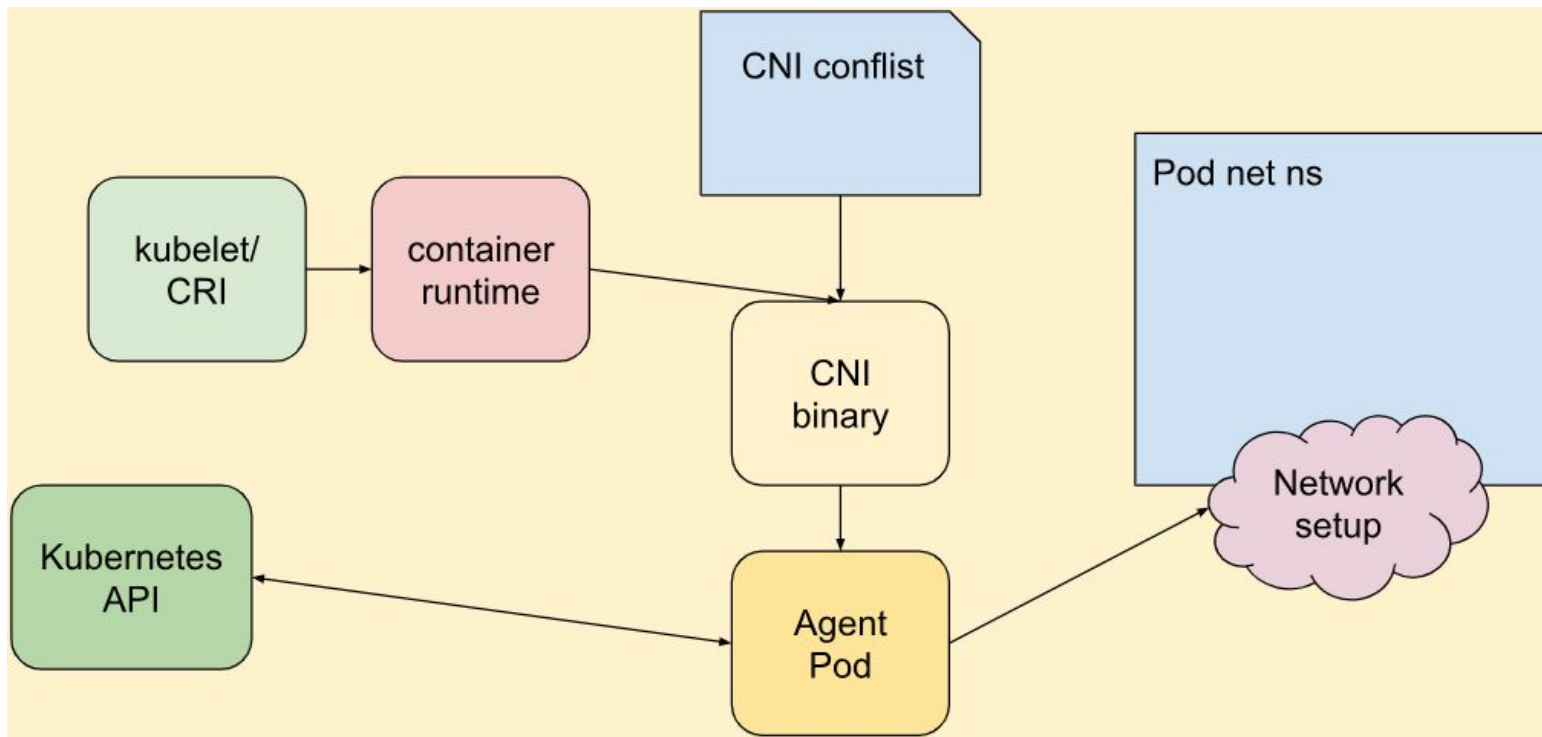 CNI conflist
Pod net ns
kubelet/
CRI
container
runtime
CNI
binary
Network
setup
Kubernetes
API
Agent
Pod